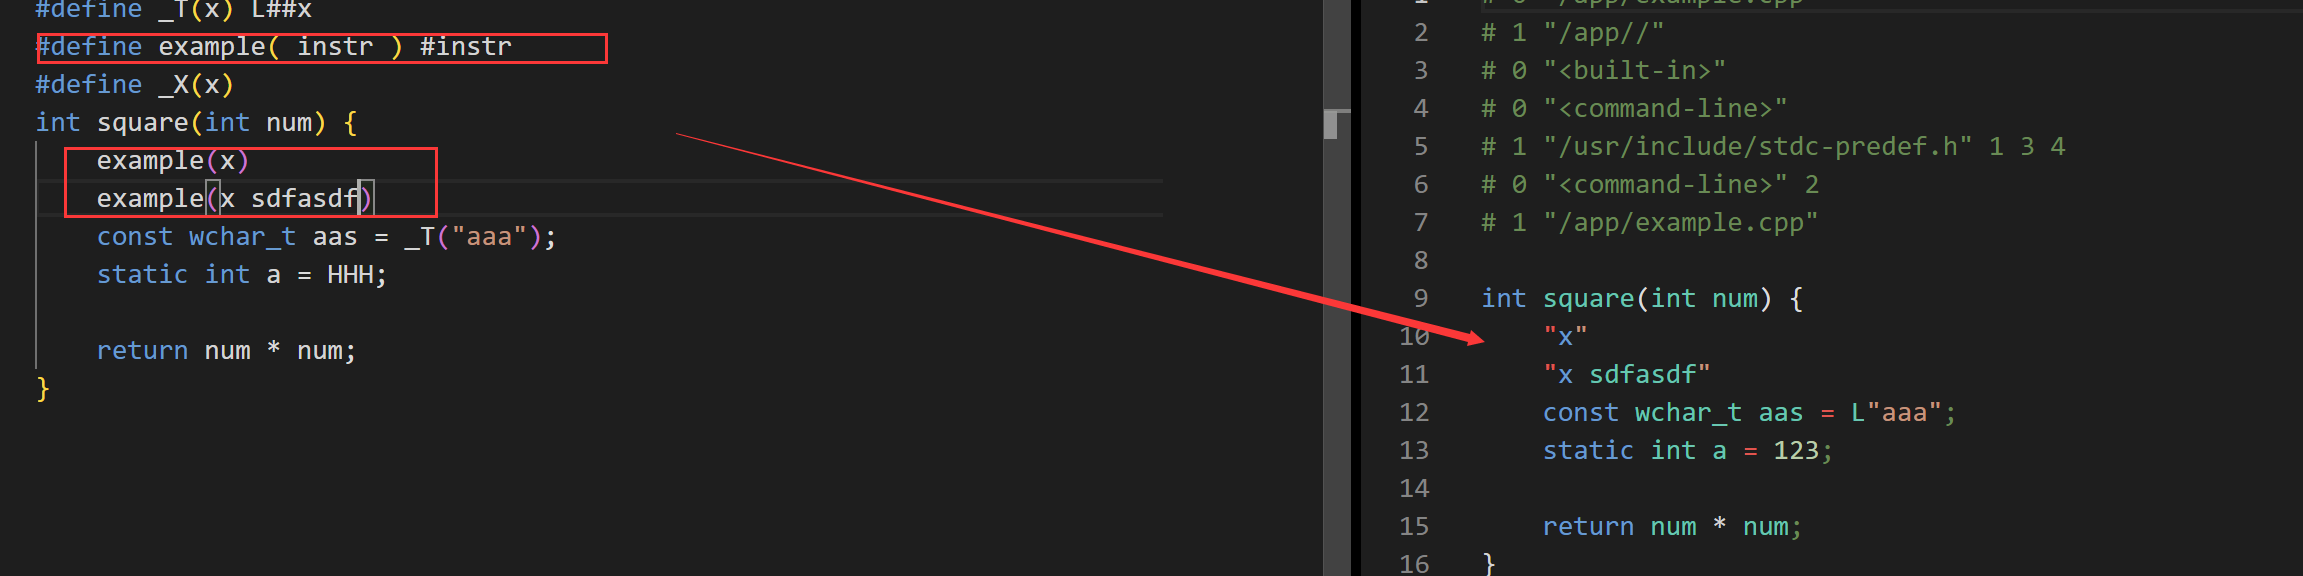 #define _T(x) L##x
#define example( instr ) #instr
#define _X(x)
int square(int num) {
    example(x)
    example(x sdfasdf)
    const wchar_t aas = _T("aaa");
    static int a = HHH;
    return num * num;
}
# 0 "/app/example.cpp"
2 # 1 "/app//"
3 # 0 "<built-in>"
4 # 0 "<command-line>"
5 # 1 "/usr/include/stdc-predef.h" 1 3 4
6 # 0 "<command-line>" 2
7 # 1 "/app/example.cpp"
8
9 int square(int num) {
10     "x"
11     "x sdfasdf"
12     const wchar_t aas = L"aaa";
13     static int a = 123;
14
15     return num * num;
16 }